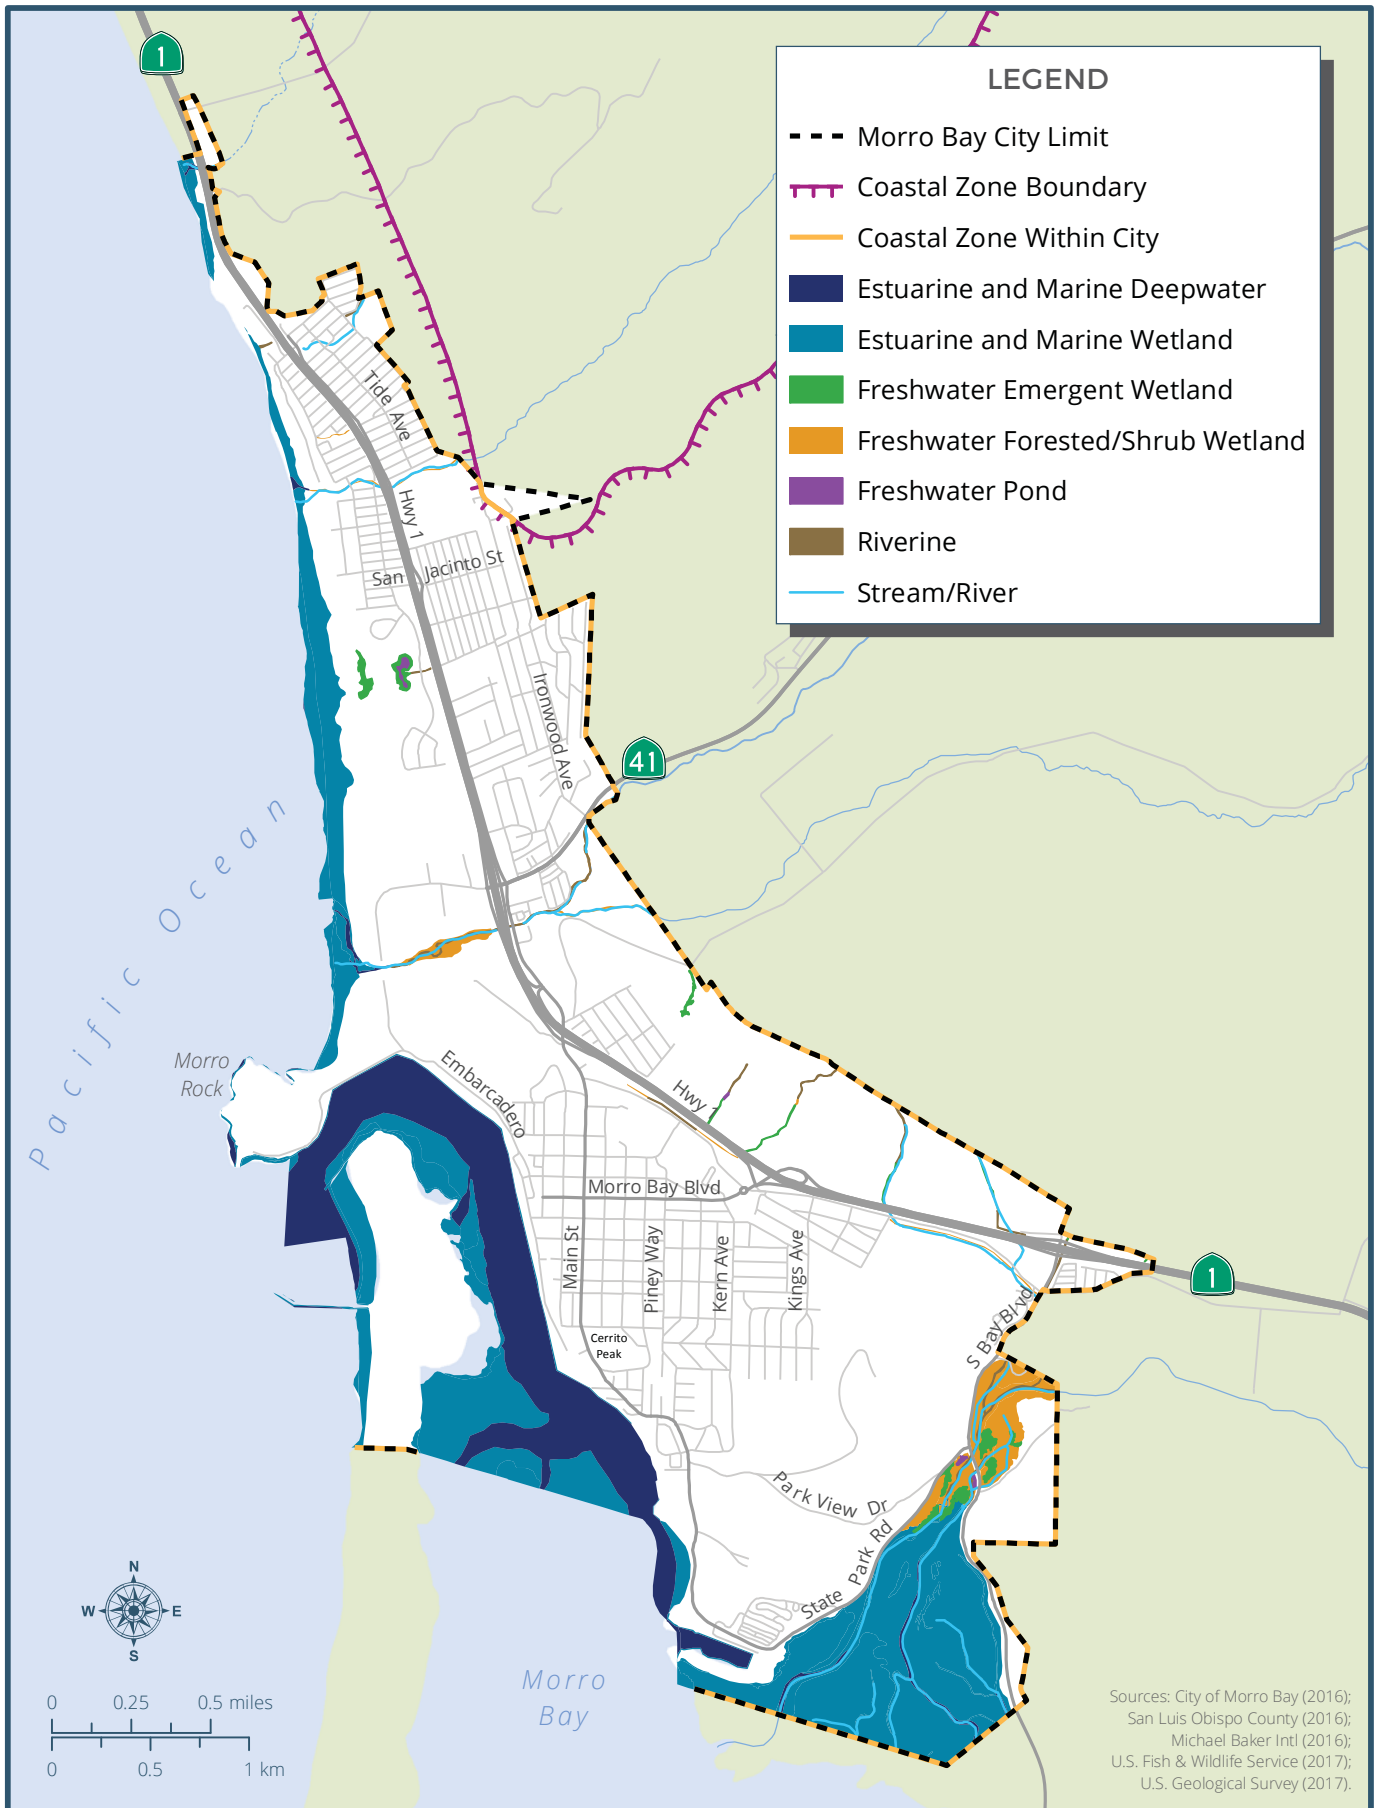 1
LEGEND
Morro Bay City Limit
Coastal Zone Boundary
Coastal Zone Within City
Estuarine and Marine Deepwater
Estuarine and Marine Wetland
Freshwater Emergent Wetland
Freshwater Forested/Shrub Wetland
Freshwater Pond
Riverine
Stream/River
Tide Ave
Hwy 1
San Jacinto St
Ironwood Ave
41
Pacific Ocean
Morro
Rock
Embarcadero
Hwy 1
Morro Bay Blvd
Main St
Piney Way
Kern Ave
Kings Ave
1
S Bay Blvd
Cerrito
Peak
Park View Dr
State Park Rd
N
W E
S
Morro
Bay
0 0.25 0.5 miles
0 0.5 1 km
Sources: City of Morro Bay (2016);
San Luis Obispo County (2016);
Michael Baker Intl (2016);
U.S. Fish & Wildlife Service (2017);
U.S. Geological Survey (2017).